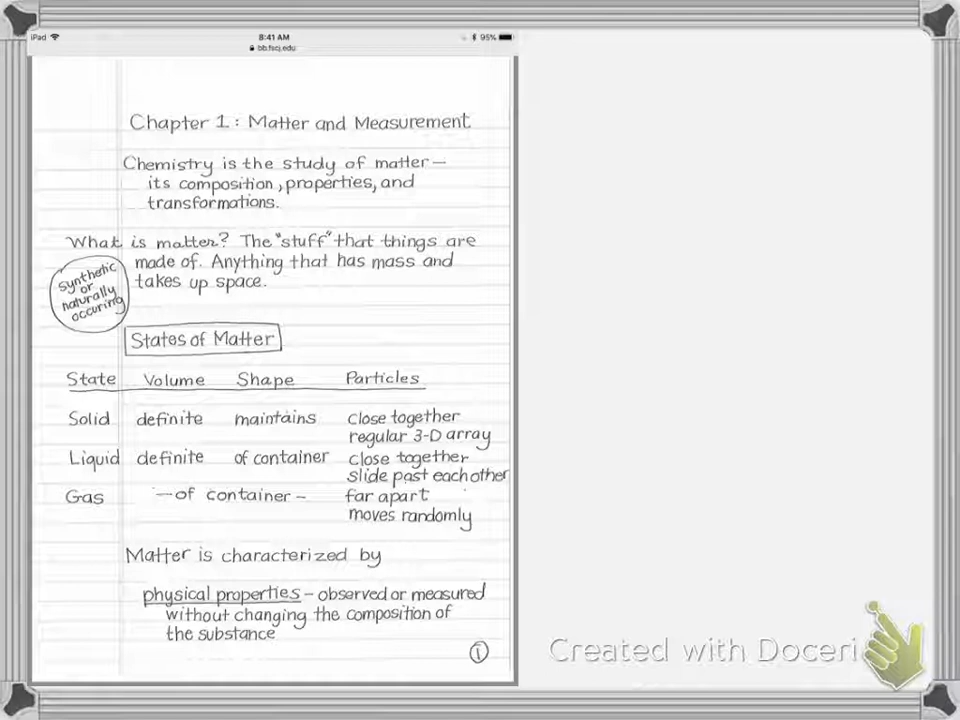 iPad 8:41 AM 95%
bb.fscj.edu
Chapter 1: Matter and Measurement
Chemistry is the study of matter—
its composition, properties, and
transformations.
What is matter? The "stuff" that things are
made of. Anything that has mass and
takes up space.
synthetic
or
naturally
occuring
States of Matter
State Volume Shape Particles
Solid definite maintains close together
regular 3-D array
Liquid definite of container close together
slide past each other
Gas — of container – far apart
moves randomly
Matter is characterized by
physical properties – observed or measured
without changing the composition of
the substance
1
Created with Doceri